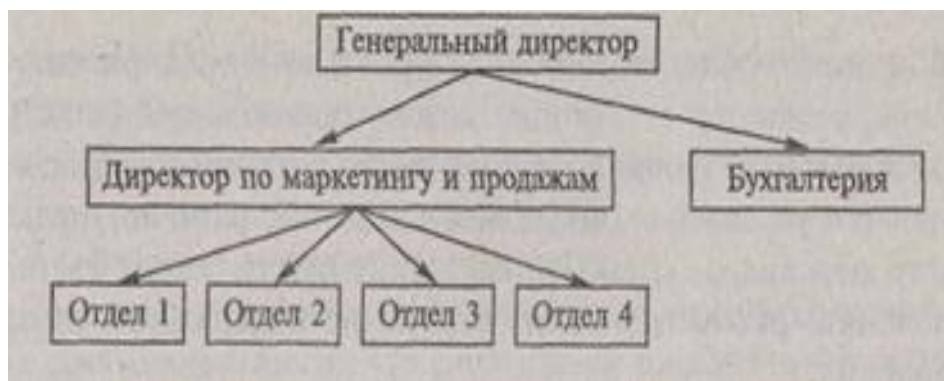 Генеральный директор
Директор по маркетингу и продажам
Бухгалтерия
Отдел 1
Отдел 2
Отдел 3
Отдел 4